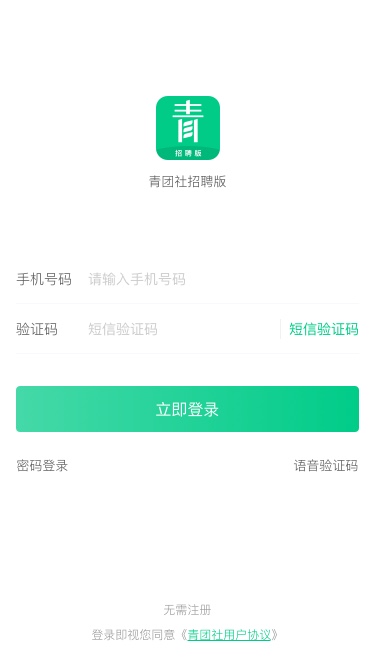 青
招聘版
青团社招聘版
手机号码 请输入手机号码
验证码 短信验证码 短信验证码
立即登录
密码登录 语音验证码
无需注册
登录即视您同意《青团社用户协议》